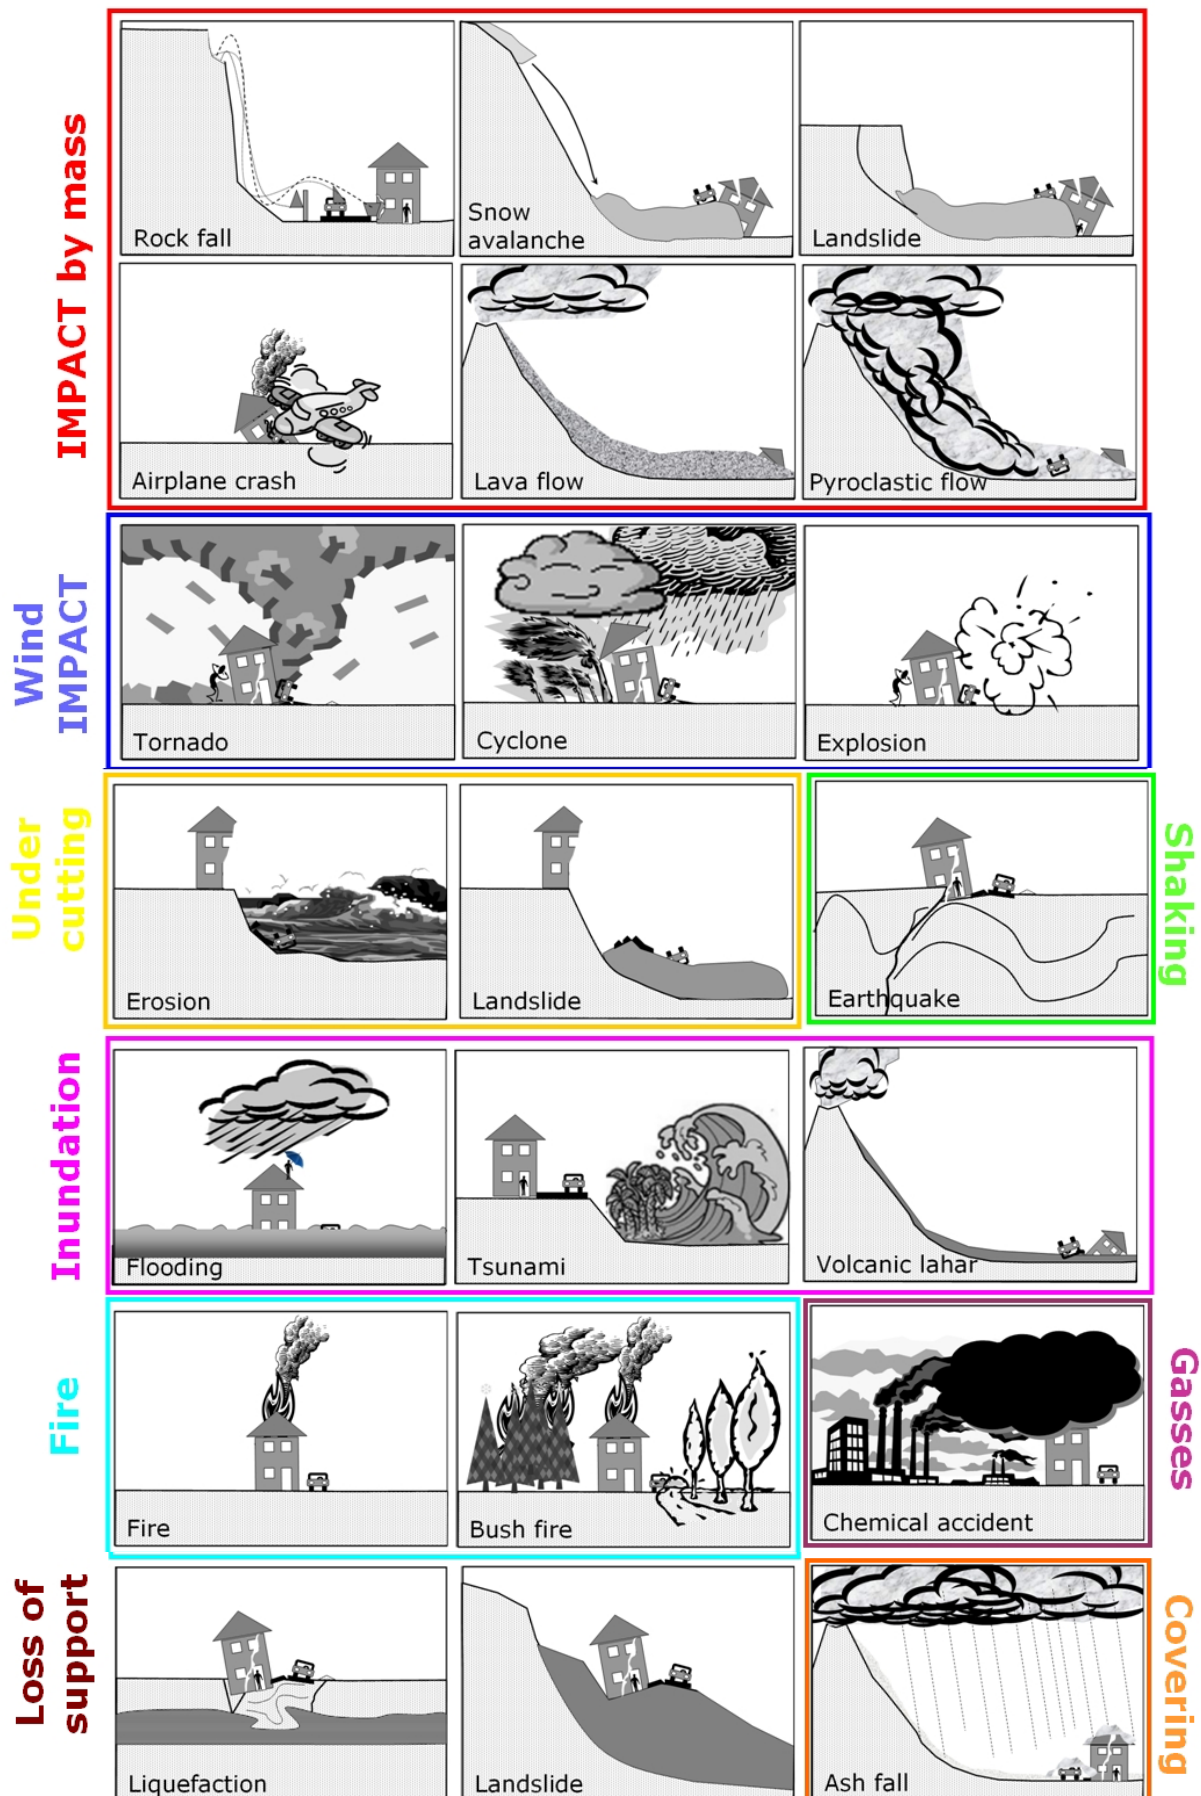 IMPACT by mass
Rock fall
Snow
avalanche
Landslide
Airplane crash
Lava flow
Pyroclastic flow
Wind
IMPACT
Tornado
Cyclone
Explosion
Under
cutting
Erosion
Landslide
Shaking
Earthquake
Inundation
Flooding
Tsunami
Volcanic lahar
Fire
Fire
Bush fire
Gasses
Chemical accident
Loss of
support
Liquefaction
Landslide
Covering
Ash fall